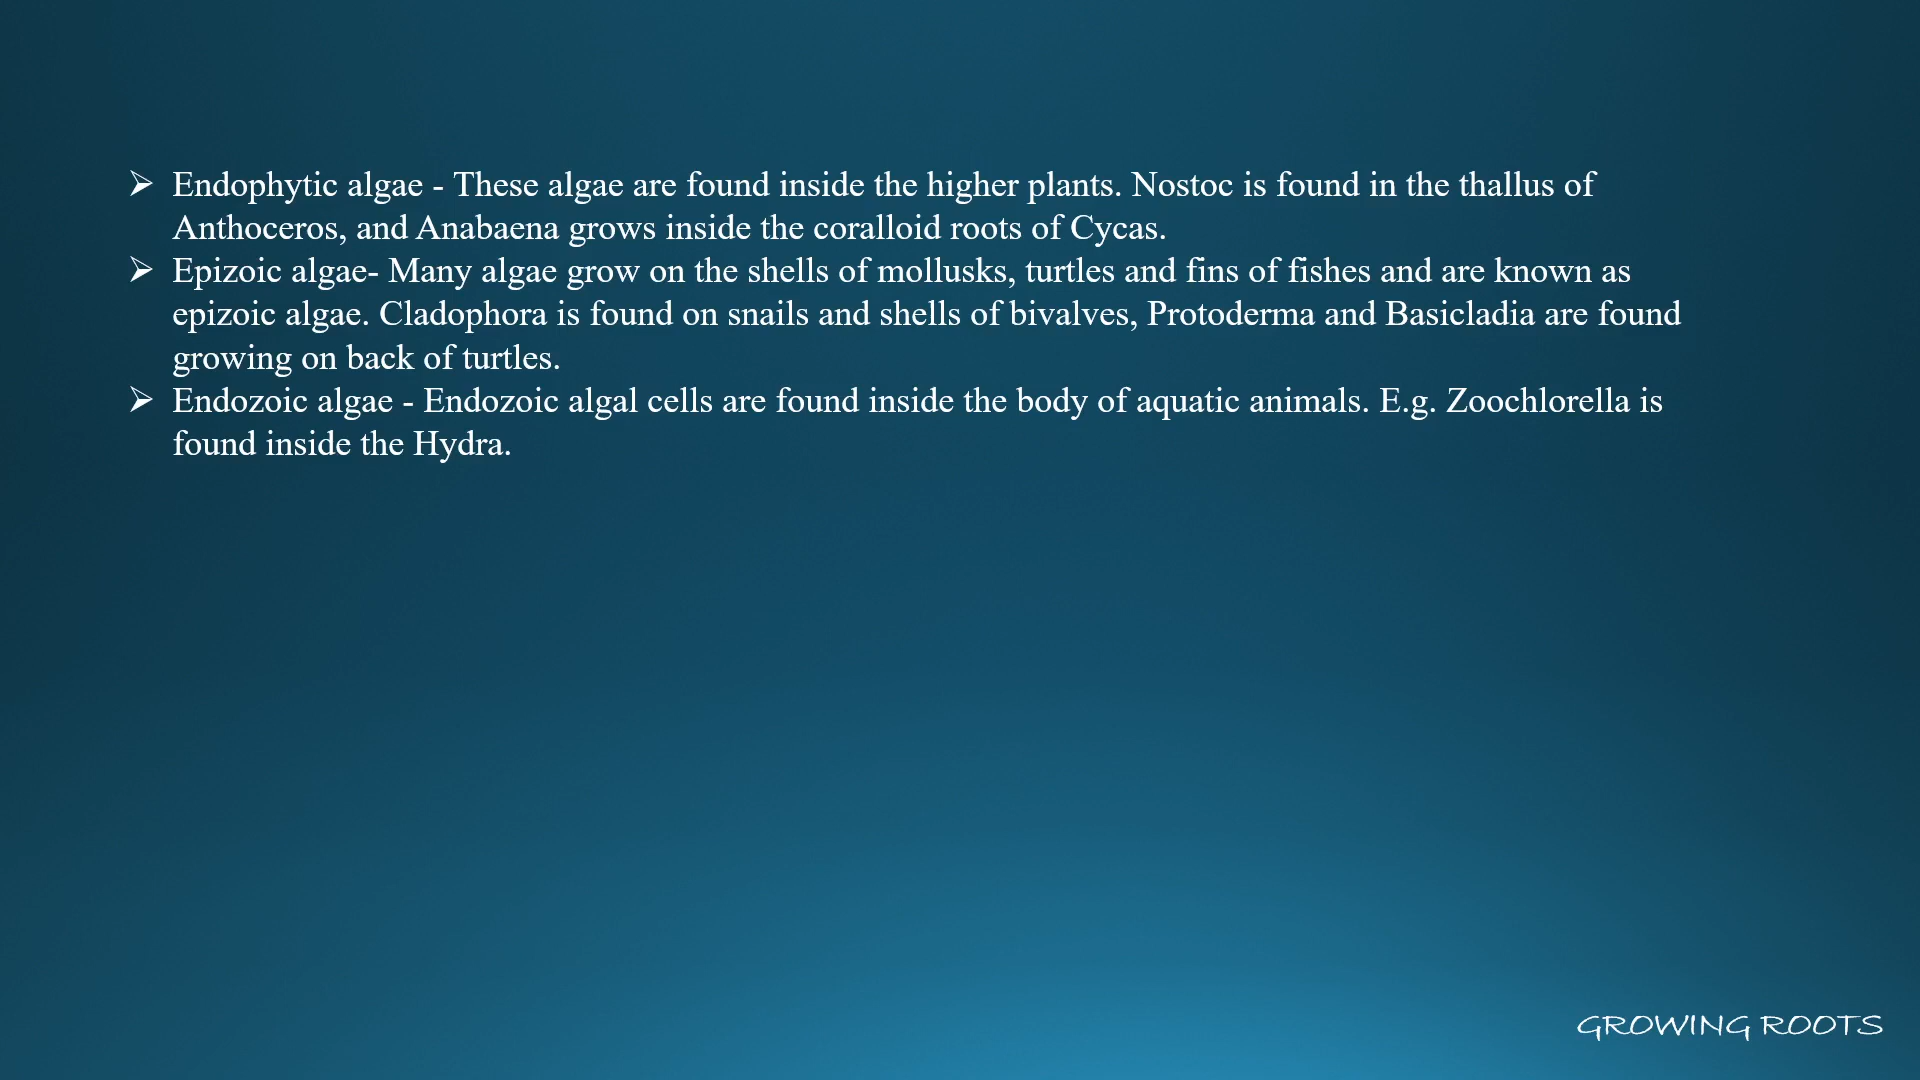 ➢ Endophytic algae - These algae are found inside the higher plants. Nostoc is found in the thallus of
Anthoceros, and Anabaena grows inside the coralloid roots of Cycas.
➢ Epizoic algae- Many algae grow on the shells of mollusks, turtles and fins of fishes and are known as
epizoic algae. Cladophora is found on snails and shells of bivalves, Protoderma and Basicladia are found
growing on back of turtles.
➢ Endozoic algae - Endozoic algal cells are found inside the body of aquatic animals. E.g. Zoochlorella is
found inside the Hydra.
GROWING ROOTS